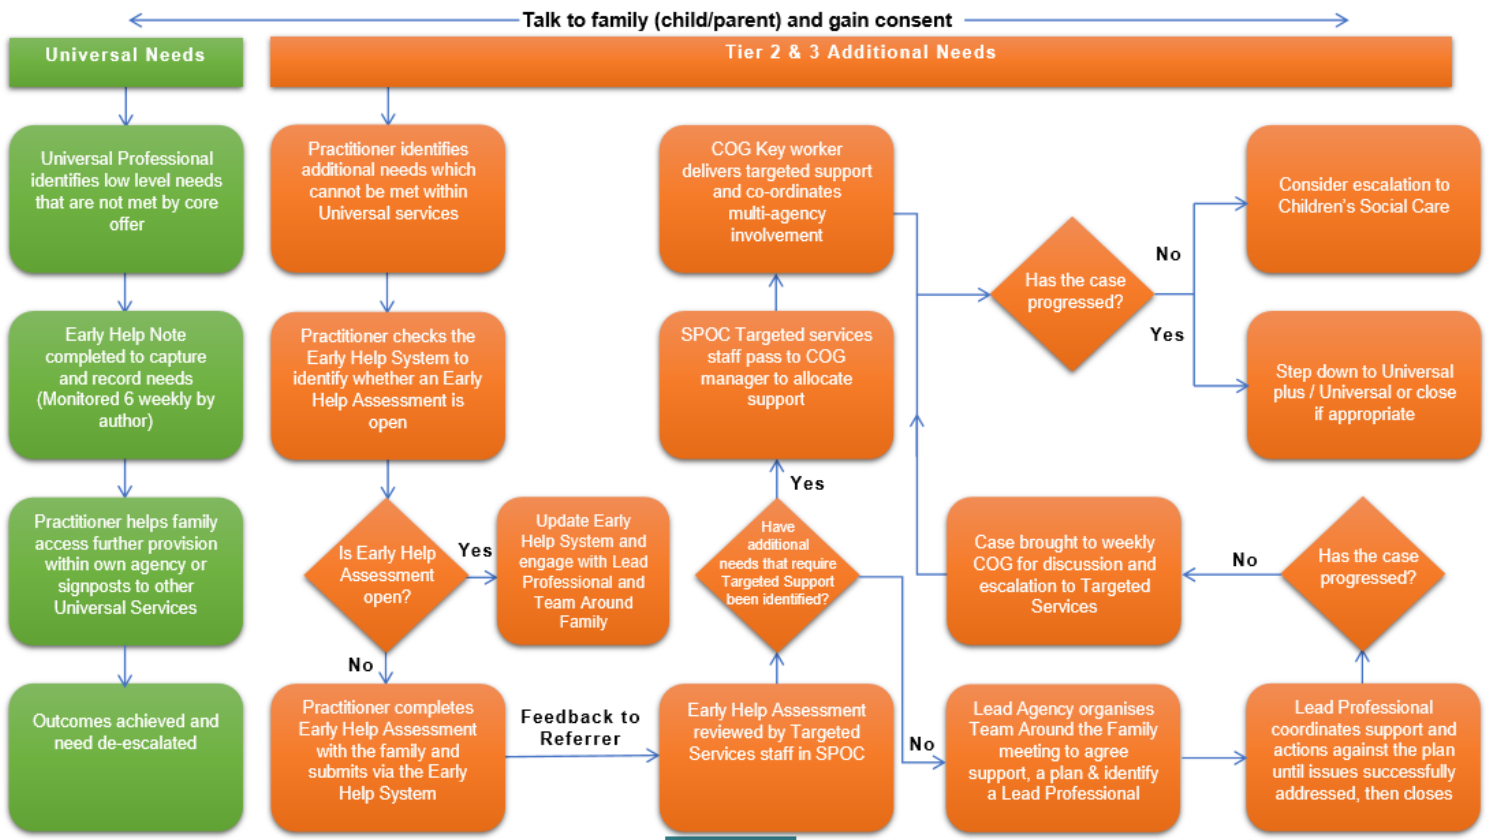 Talk to family (child/parent) and gain consent
Universal Needs
Universal Professional
identifies low level needs
that are not met by core
offer
Early Help Note
completed to capture
and record needs
(Monitored 6 weekly by
author)
Practitioner helps family
access further provision
within own agency or
signposts to other
Universal Services
Outcomes achieved and
need de-escalated
Tier 2 & 3 Additional Needs
Practitioner identifies
additional needs which
cannot be met within
Universal services
Practitioner checks the
Early Help System to
identify whether an Early
Help Assessment is
open
Is Early Help
Assessment
open?
Yes
Update Early
Help System and
engage with Lead
Professional and
Team Around
Family
No
Practitioner completes
Early Help Assessment
with the family and
submits via the Early
Help System
Feedback to
Referrer
Early Help Assessment
reviewed by Targeted
Services staff in SPOC
Have
additional
needs that require
Targeted Support
been identified?
Yes
SPOC Targeted services
staff pass to COG
manager to allocate
support
COG Key worker
delivers targeted support
and co-ordinates
multi-agency
involvement
No
Lead Agency organises
Team Around the Family
meeting to agree
support, a plan & identify
a Lead Professional
Lead Professional
coordinates support and
actions against the plan
until issues successfully
addressed, then closes
Has the case
progressed?
No
Case brought to weekly
COG for discussion and
escalation to Targeted
Services
Has the case
progressed?
No
Consider escalation to
Children's Social Care
Yes
Step down to Universal
plus / Universal or close
if appropriate